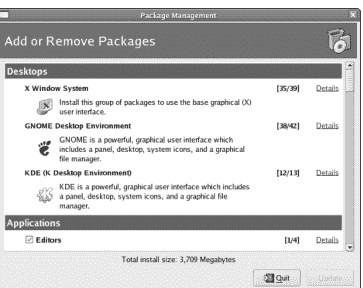 Package Management
Add or Remove Packages
Desktops
X Window System [35/39] Details
Install this group of packages to use the base graphical (X)
user interface.
GNOME Desktop Environment [38/42] Details
GNOME is a powerful, graphical user interface which
includes a panel, desktop, system icons, and a graphical
file manager.
KDE (K Desktop Environment) [12/13] Details
KDE is a powerful, graphical user interface which includes
a panel, desktop, system icons, and a graphical file
manager.
Applications
Editors [1/4] Details
Total install size: 3,709 Megabytes
Quit Update